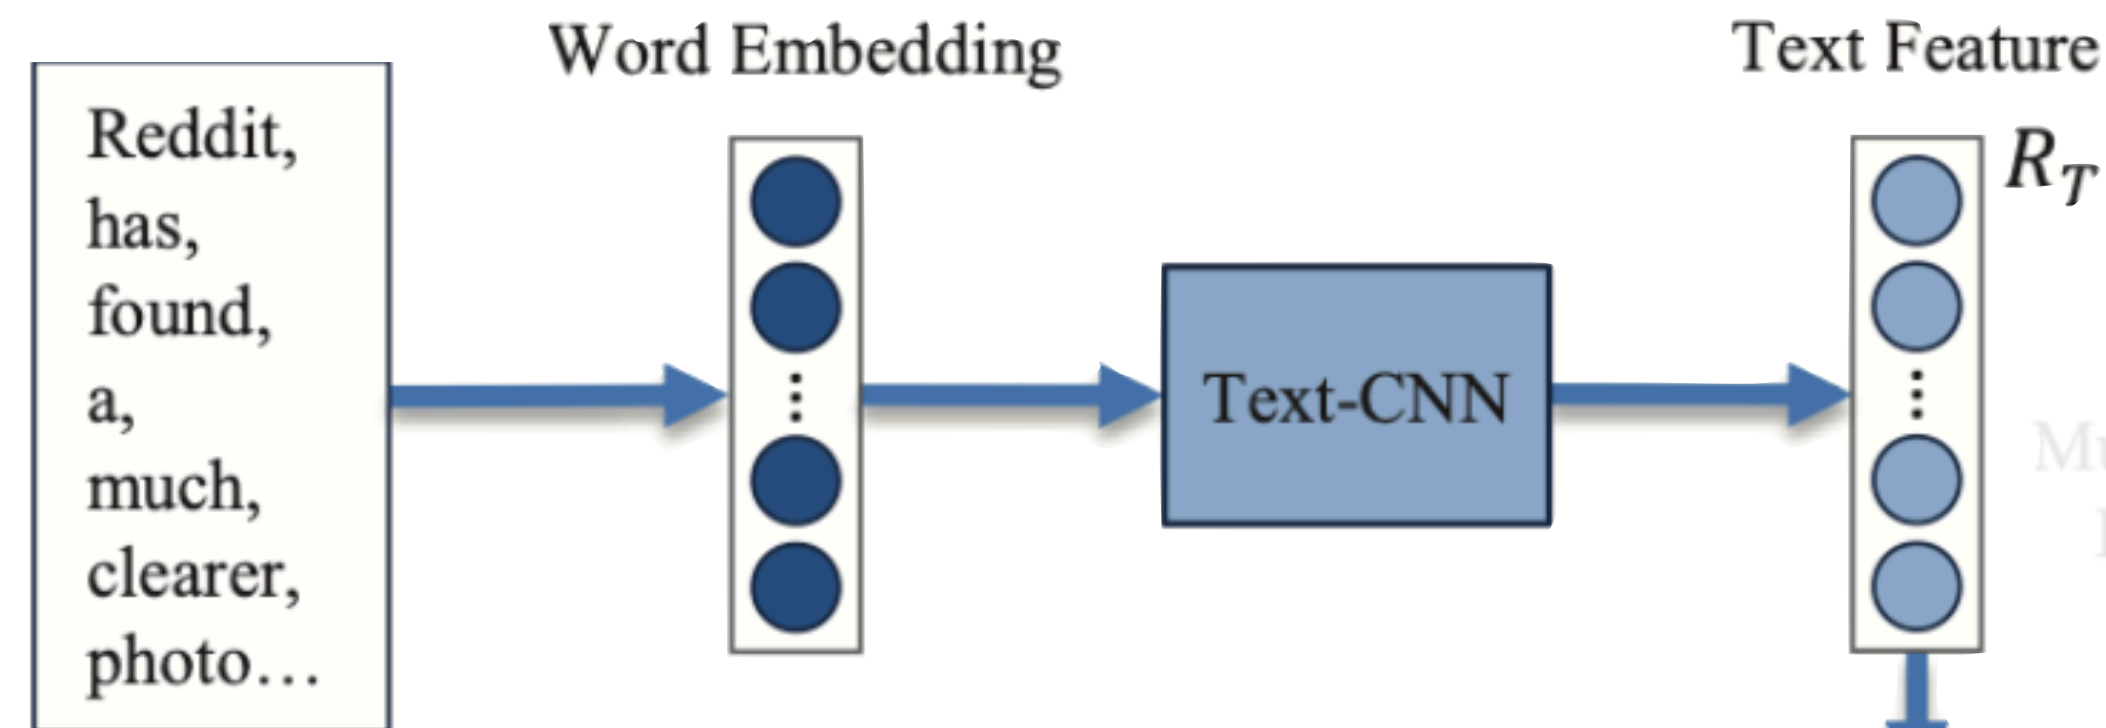 Word Embedding
Text Feature
R_T
Reddit,
has,
found,
a,
much,
clearer,
photo…
Text-CNN